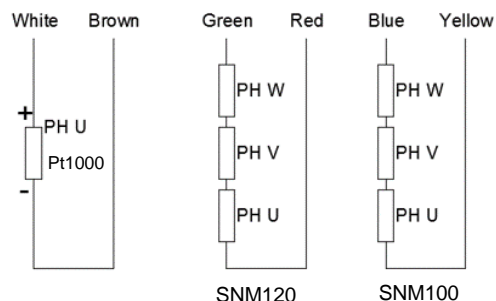 White Brown Green Red Blue Yellow
PH W PH W
+
PH U PH V PH V
Pt1000
-
PH U PH U
SNM120 SNM100